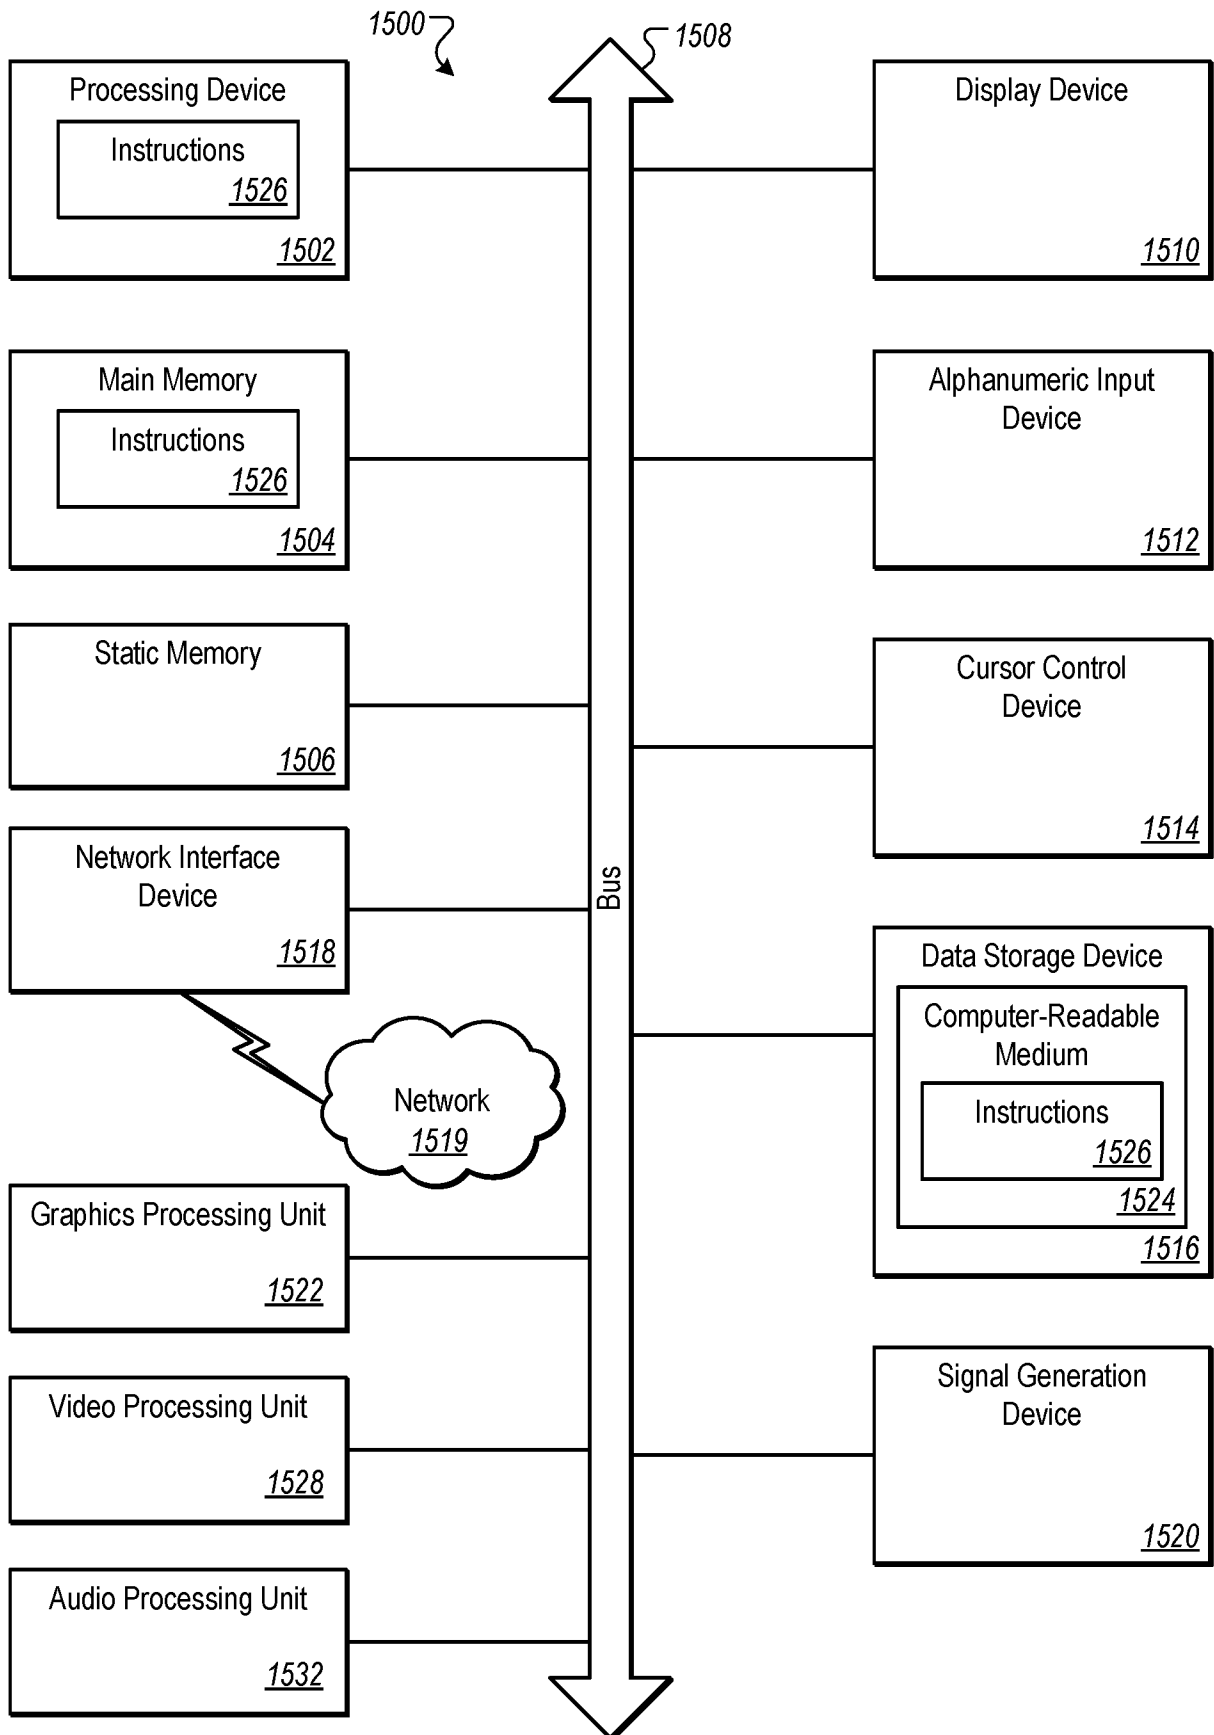 1500
1508
Processing Device
Instructions
1526
1502
Main Memory
Instructions
1526
1504
Static Memory
1506
Network Interface
Device
1518
Network
1519
Graphics Processing Unit
1522
Video Processing Unit
1528
Audio Processing Unit
1532
Bus
Display Device
1510
Alphanumeric Input
Device
1512
Cursor Control
Device
1514
Data Storage Device
Computer-Readable
Medium
Instructions
1526
1524
1516
Signal Generation
Device
1520